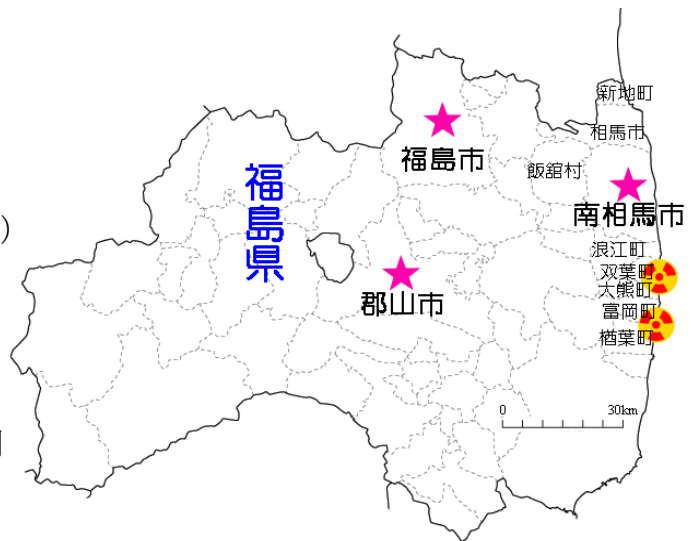 新地町
相馬市
福島市
飯舘村
福島県
南相馬市
)
浪江町
双葉町
大熊町
郡山市
富岡町
楢葉町
0 30km